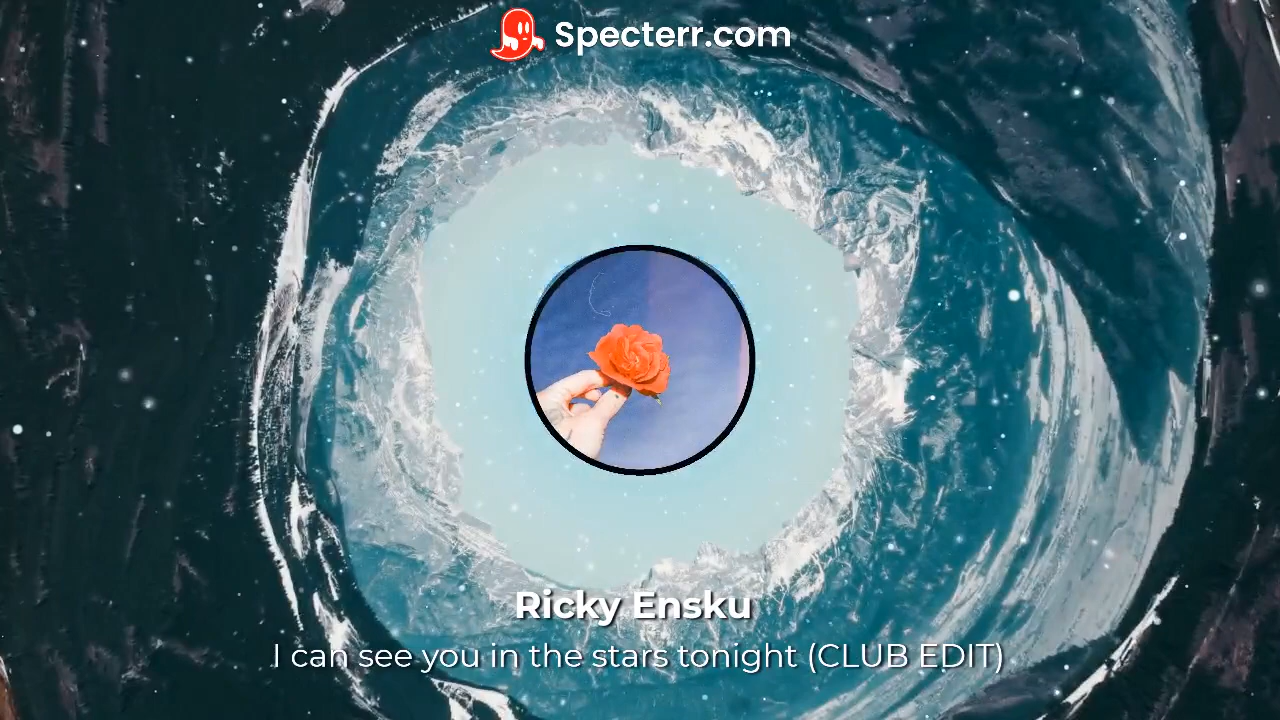 Specterr.com
Ricky Ensku
I can see you in the stars tonight (CLUB EDIT)